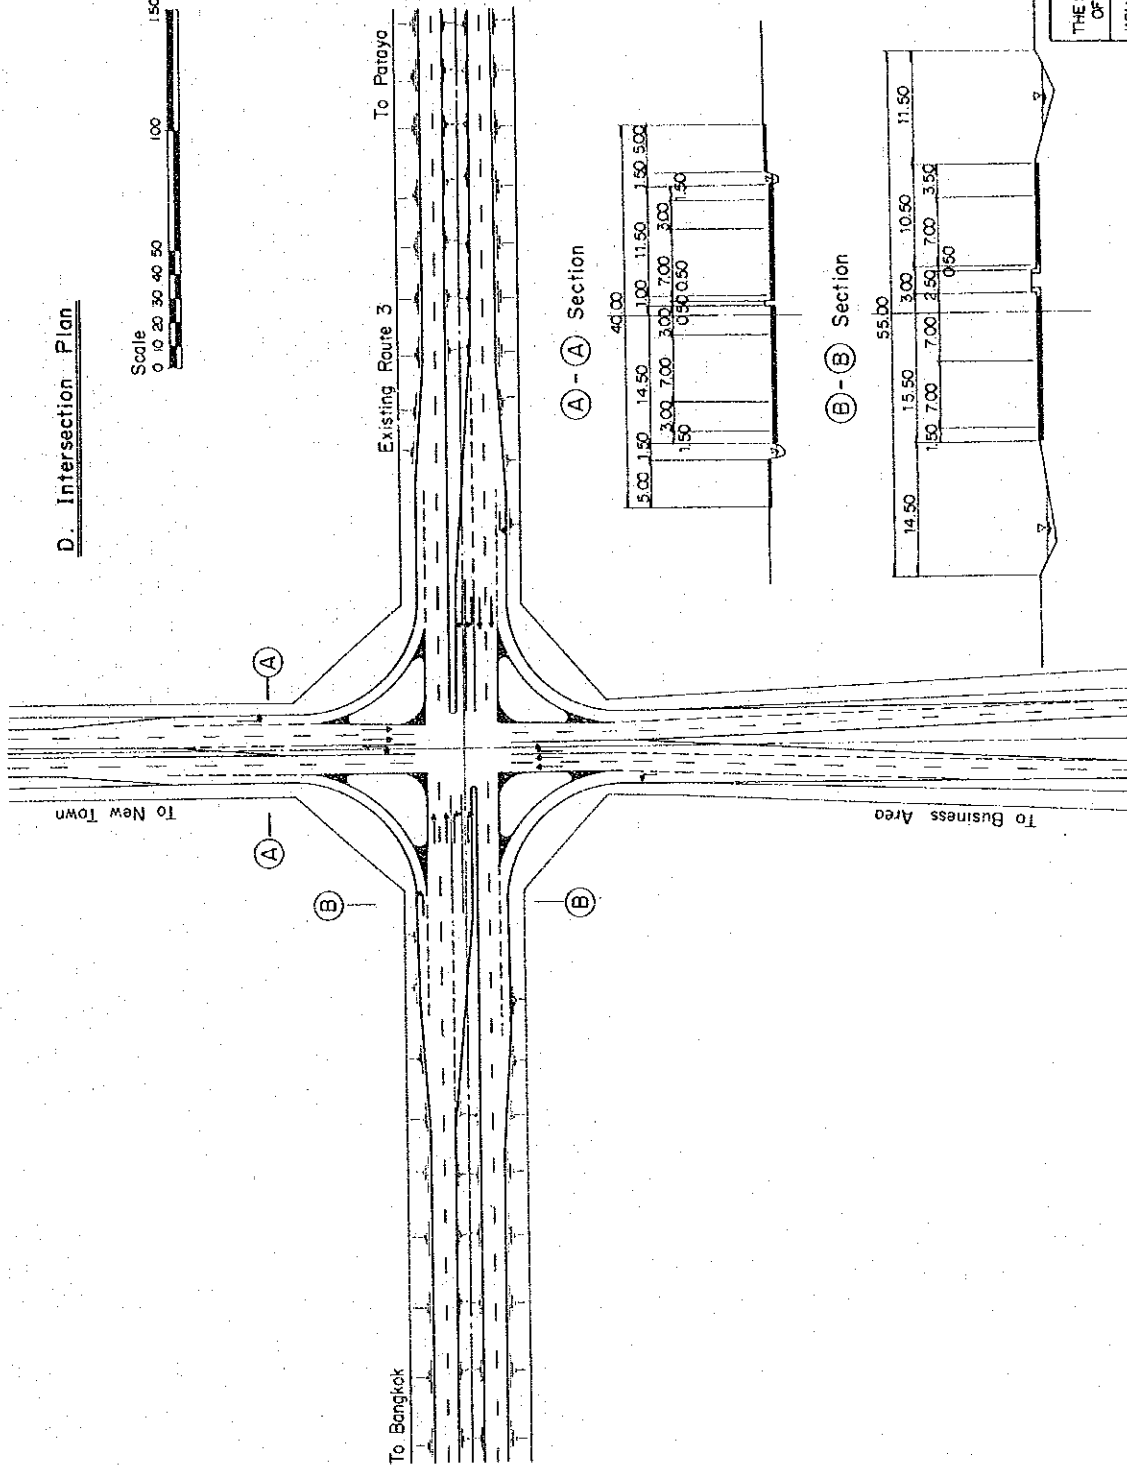 D. Intersection Plan
Scale
0 10 20 30 40 50 100 150
To Pataya
Existing Route 3
To Bangkok
To New Town
To Business Area
A
A
B
B
A - A Section
40.00
5.00 1.50 14.50 1.00 11.50 1.50 5.00
3.00 7.00 3.00 7.00 3.00
1.50 0.50 0.50 1.50
B - B Section
55.00
14.50 15.50 3.00 10.50 11.50
1.50 7.00 7.00 2.50 7.00 3.50
0.50
THE
OF